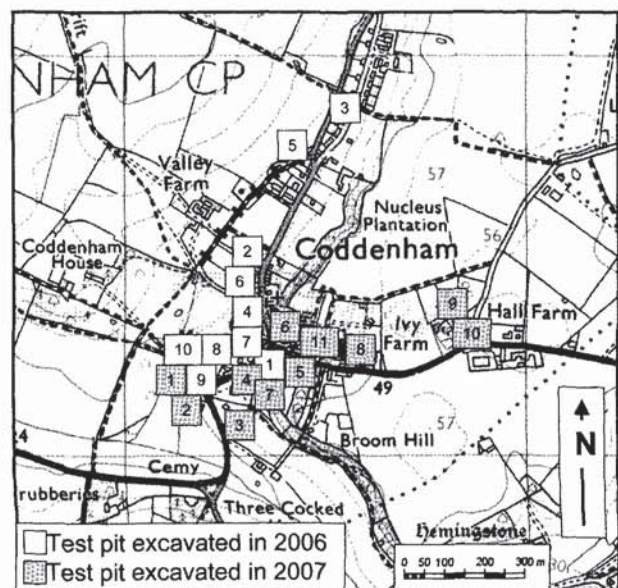 ift
NHAM CP
3
L
5
57
Valley
Farm
Nucleus
Plantation
Coddenham
56
2
Coddenham
House
6
4
9
Hall Farm
6
10
7
11
8
Ivy
Farm
10
8
1
1
9
4
5
49
7
2
3
57
Broom Hill
24
Cemy
rubberies
Three Cocked
N
Hemingstone
Test pit excavated in 2006
0 50 100 200 300 m
Test pit excavated in 2007